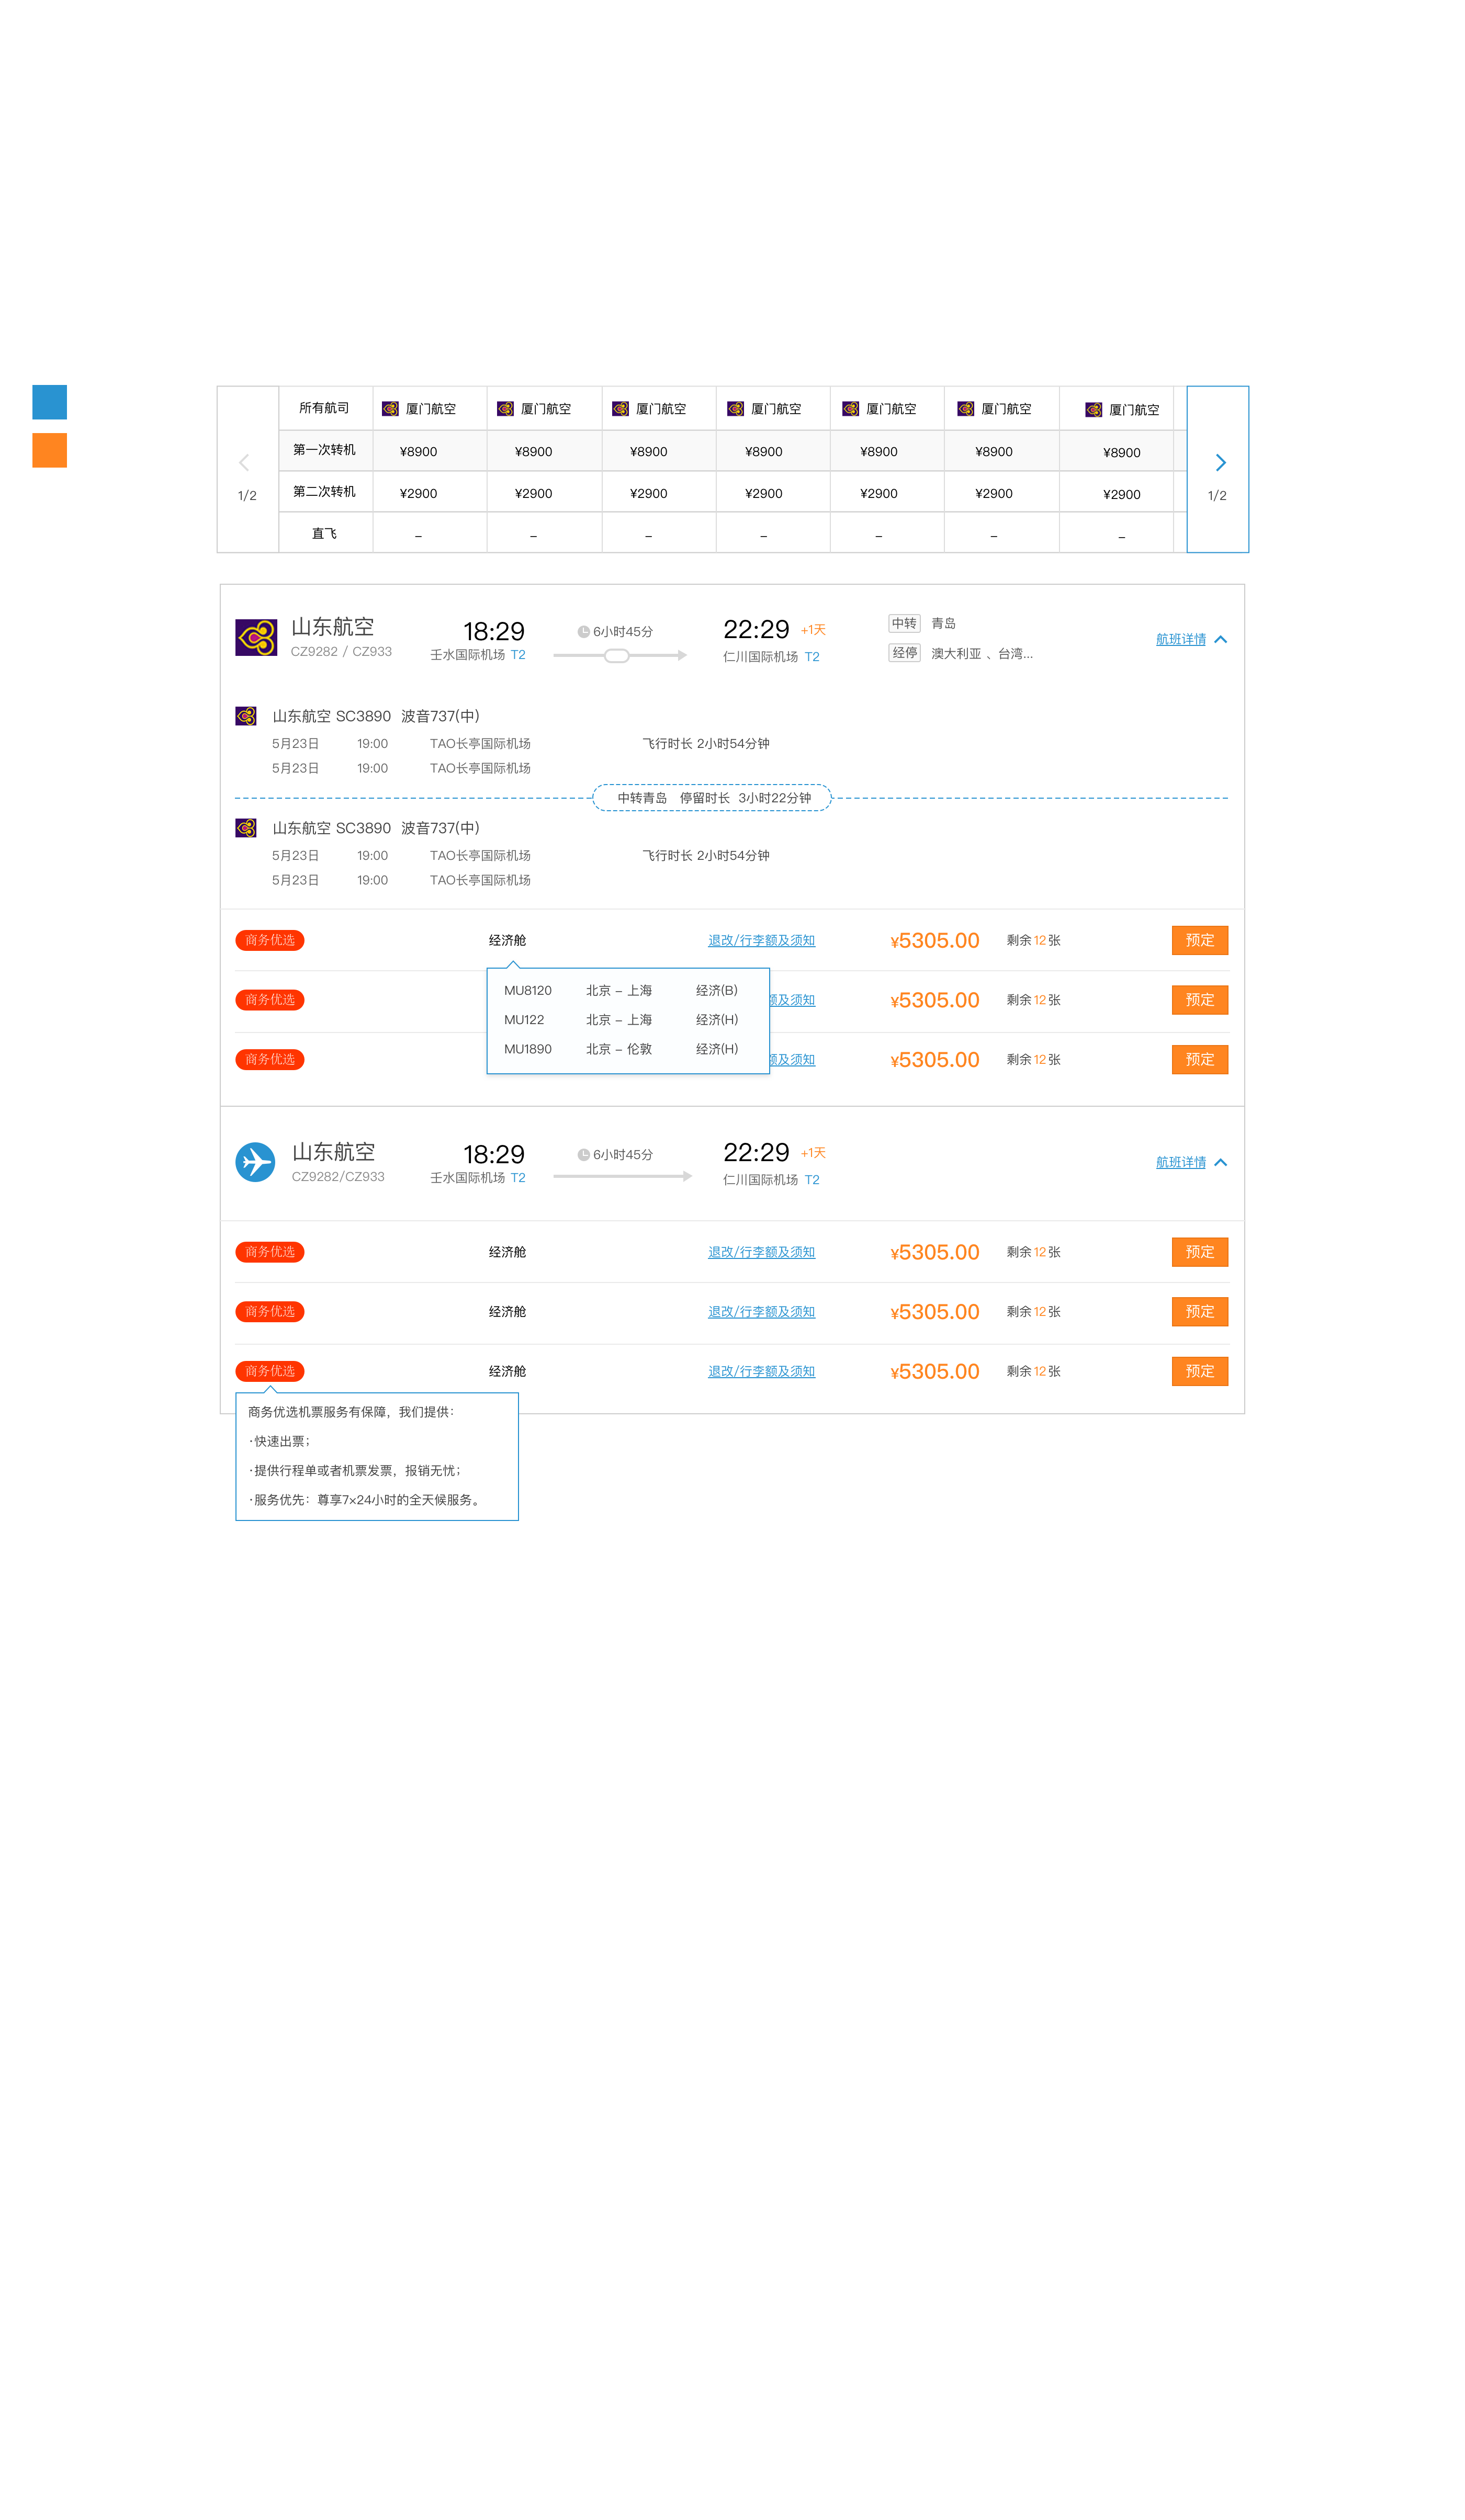 所有航司 厦门航空 厦门航空 厦门航空 厦门航空 厦门航空 厦门航空 厦门航空
第一次转机 ¥8900 ¥8900 ¥8900 ¥8900 ¥8900 ¥8900 ¥8900
1/2 第二次转机 ¥2900 ¥2900 ¥2900 ¥2900 ¥2900 ¥2900 ¥2900 1/2
直飞 – – – – – – –
山东航空 18:29 6小时45分 22:29 +1天 中转 青岛 航班详情
CZ9282 / CZ933 壬水国际机场 T2 仁川国际机场 T2 经停 澳大利亚 、台湾...
山东航空 SC3890 波音737(中)
5月23日 19:00 TAO长亭国际机场 飞行时长 2小时54分钟
5月23日 19:00 TAO长亭国际机场
中转青岛 停留时长 3小时22分钟
山东航空 SC3890 波音737(中)
5月23日 19:00 TAO长亭国际机场 飞行时长 2小时54分钟
5月23日 19:00 TAO长亭国际机场
商务优选 经济舱 退改/行李额及须知 ¥5305.00 剩余12张 预定
MU8120 北京 – 上海 经济(B)
商务优选 及须知 ¥5305.00 剩余12张 预定
MU122 北京 – 上海 经济(H)
MU1890 北京 – 伦敦 经济(H)
商务优选 及须知 ¥5305.00 剩余12张 预定
山东航空 18:29 6小时45分 22:29 +1天 航班详情
CZ9282/CZ933 壬水国际机场 T2 仁川国际机场 T2
商务优选 经济舱 退改/行李额及须知 ¥5305.00 剩余12张 预定
商务优选 经济舱 退改/行李额及须知 ¥5305.00 剩余12张 预定
商务优选 经济舱 退改/行李额及须知 ¥5305.00 剩余12张 预定
商务优选机票服务有保障，我们提供：
·快速出票；
·提供行程单或者机票发票，报销无忧；
·服务优先：尊享7×24小时的全天候服务。